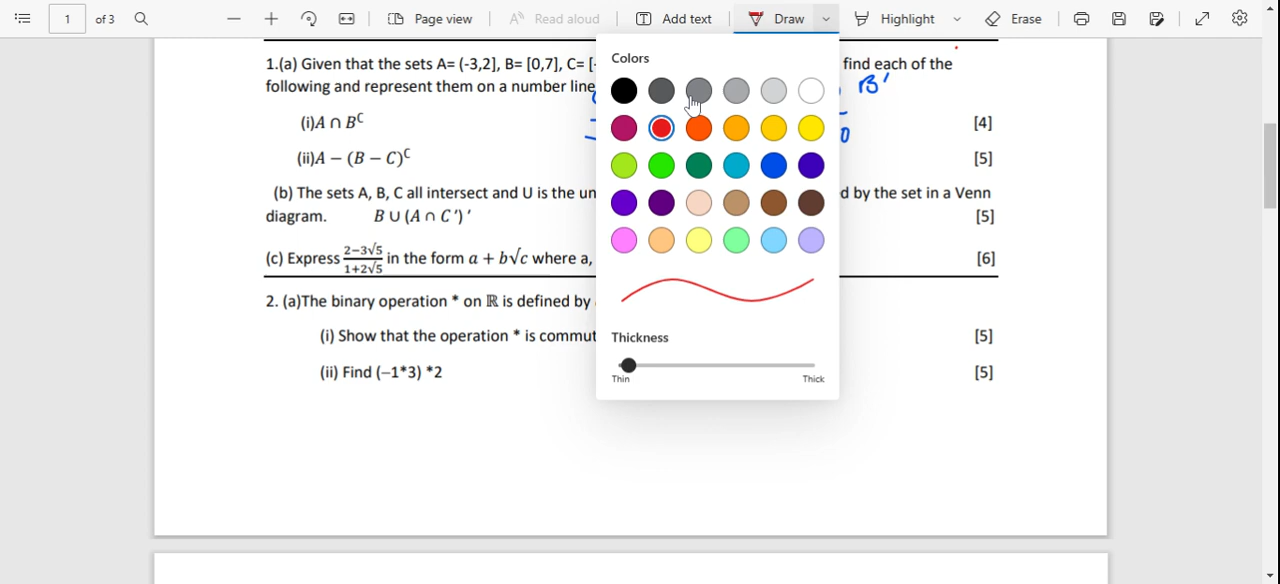 1 of 3 Page view Read aloud Add text Draw Highlight Erase
Colors
1.(a) Given that the sets A= (-3,2], B= [0,7], C= [- find each of the
following and represent them on a number line B'
(i)A ∩ Bᶜ [4]
0
(ii)A − (B − C)ᶜ [5]
(b) The sets A, B, C all intersect and U is the un d by the set in a Venn
diagram. B ∪ (A ∩ C ′) ′ [5]
(c) Express (2−3√5)/(1+2√5) in the form a + b√c where a, [6]
2. (a)The binary operation * on ℝ is defined by
(i) Show that the operation * is commut [5]
Thickness
(ii) Find (−1*3) *2 [5]
Thin Thick